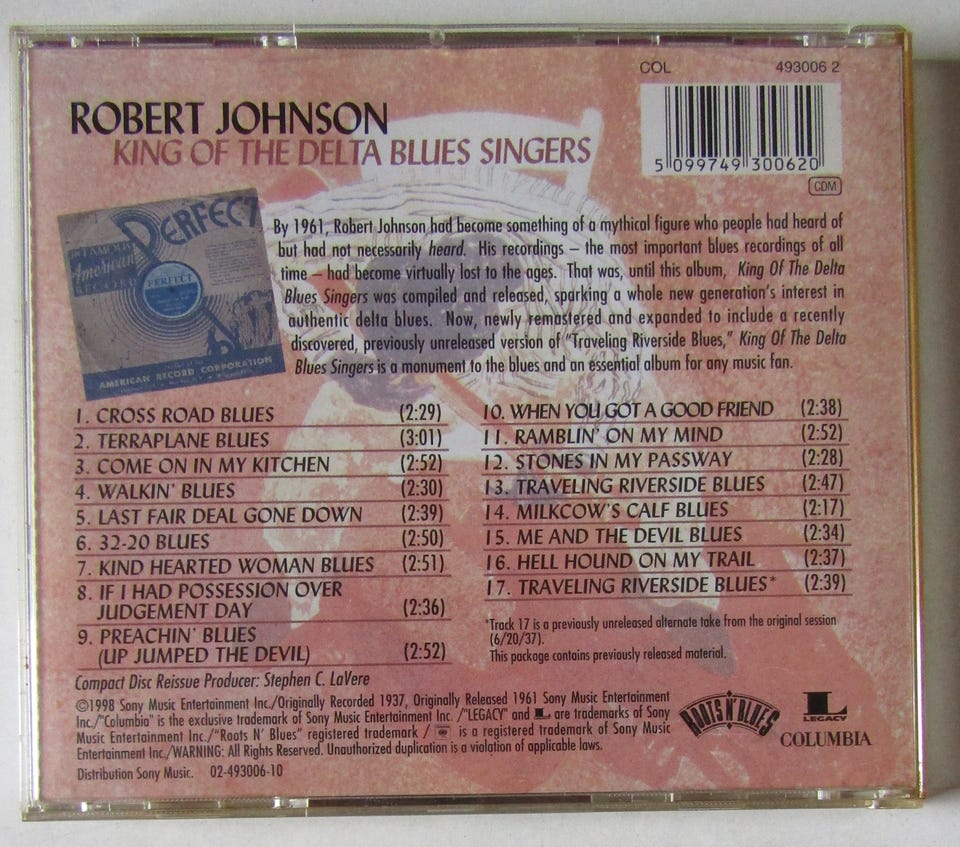 COL 493006 2
ROBERT JOHNSON
KING OF THE DELTA BLUES SINGERS
5 099749 300620
CDM
PERFECT
American
RECORD
PERFECT
AMERICAN RECORD CORPORATION
By 1961, Robert Johnson had become something of a mythical figure who people had heard of
but had not necessarily heard. His recordings – the most important blues recordings of all
time – had become virtually lost to the ages. That was, until this album, King Of The Delta
Blues Singers was compiled and released, sparking a whole new generation's interest in
authentic delta blues. Now, newly remastered and expanded to include a recently
discovered, previously unreleased version of "Traveling Riverside Blues," King Of The Delta
Blues Singers is a monument to the blues and an essential album for any music fan.
1. CROSS ROAD BLUES (2:29)
2. TERRAPLANE BLUES (3:01)
3. COME ON IN MY KITCHEN (2:52)
4. WALKIN' BLUES (2:30)
5. LAST FAIR DEAL GONE DOWN (2:39)
6. 32-20 BLUES (2:50)
7. KIND HEARTED WOMAN BLUES (2:51)
8. IF I HAD POSSESSION OVER
JUDGEMENT DAY (2:36)
9. PREACHIN' BLUES
(UP JUMPED THE DEVIL) (2:52)
10. WHEN YOU GOT A GOOD FRIEND (2:38)
11. RAMBLIN' ON MY MIND (2:52)
12. STONES IN MY PASSWAY (2:28)
13. TRAVELING RIVERSIDE BLUES (2:47)
14. MILKCOW'S CALF BLUES (2:17)
15. ME AND THE DEVIL BLUES (2:34)
16. HELL HOUND ON MY TRAIL (2:37)
17. TRAVELING RIVERSIDE BLUES* (2:39)
*Track 17 is a previously unreleased alternate take from the original session
(6/20/37).
This package contains previously released material.
Compact Disc Reissue Producer: Stephen C. LaVere
©1998 Sony Music Entertainment Inc./Originally Recorded 1937, Originally Released 1961 Sony Music Entertainment
Inc./"Columbia" is the exclusive trademark of Sony Music Entertainment Inc. /"LEGACY" and L are trademarks of Sony
Music Entertainment Inc./"Roots N' Blues" registered trademark / is a registered trademark of Sony Music
Entertainment Inc./WARNING: All Rights Reserved. Unauthorized duplication is a violation of applicable laws.
Distribution Sony Music. 02-493006-10
ROOTS N' BLUES
L
LEGACY
COLUMBIA